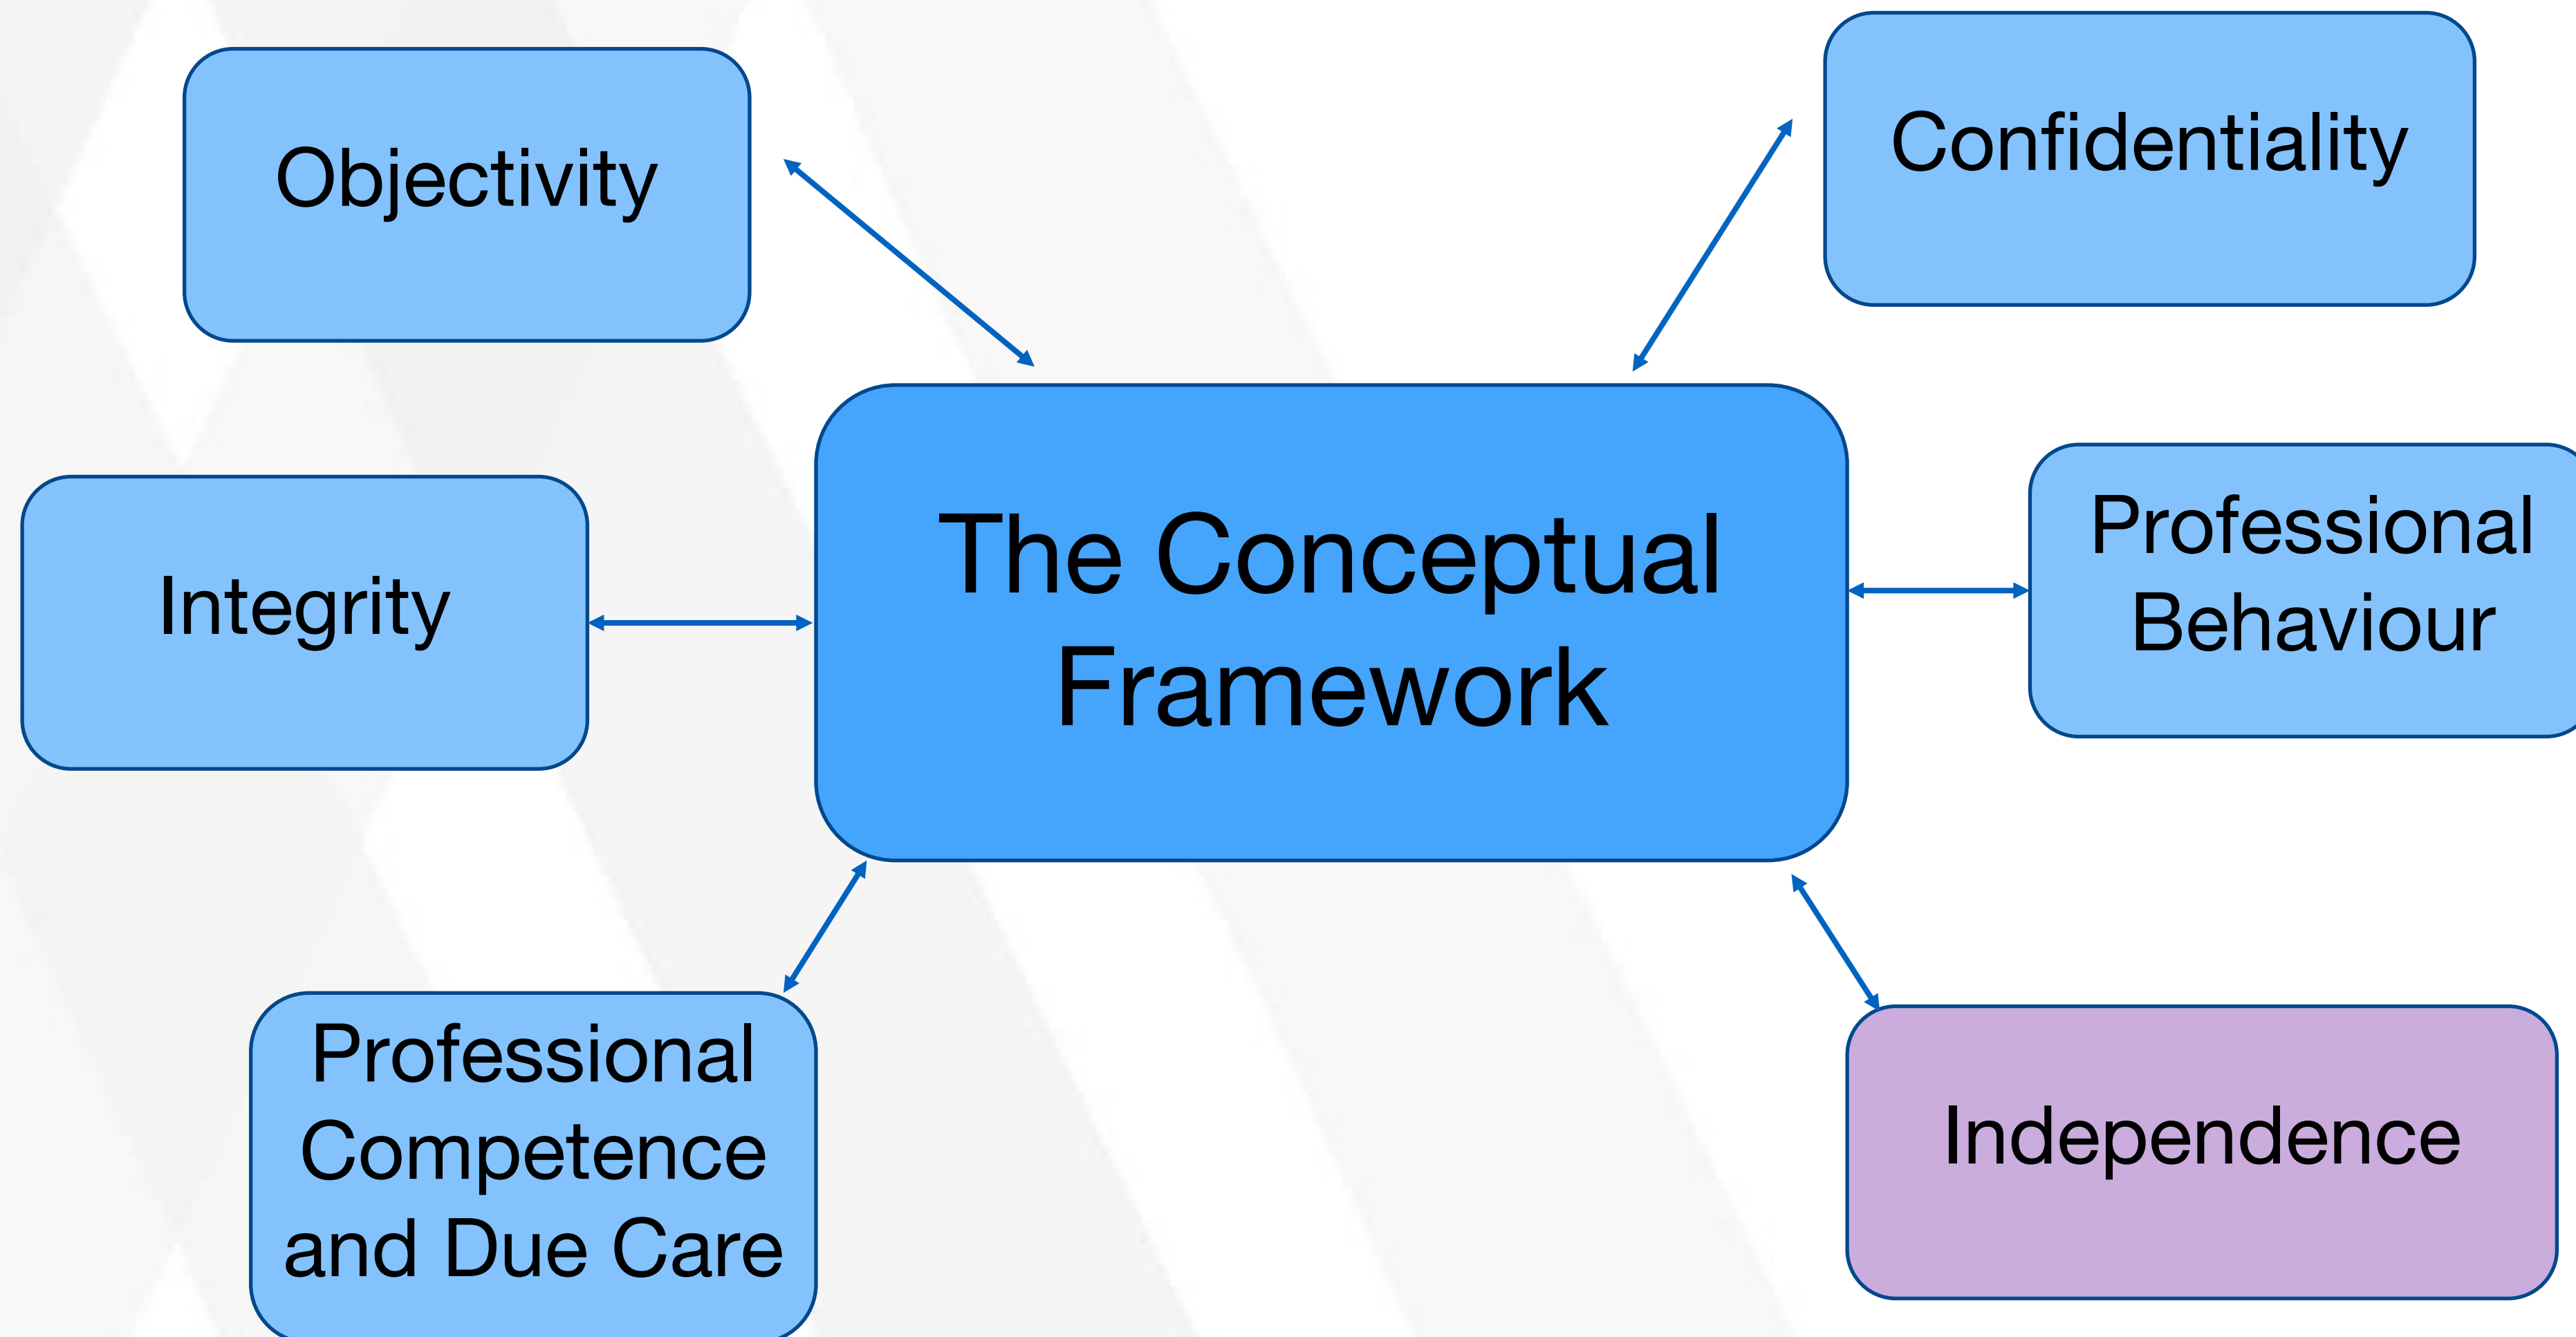 Objectivity
Confidentiality
The Conceptual
Framework
Integrity
Professional
Behaviour
Professional
Competence
and Due Care
Independence